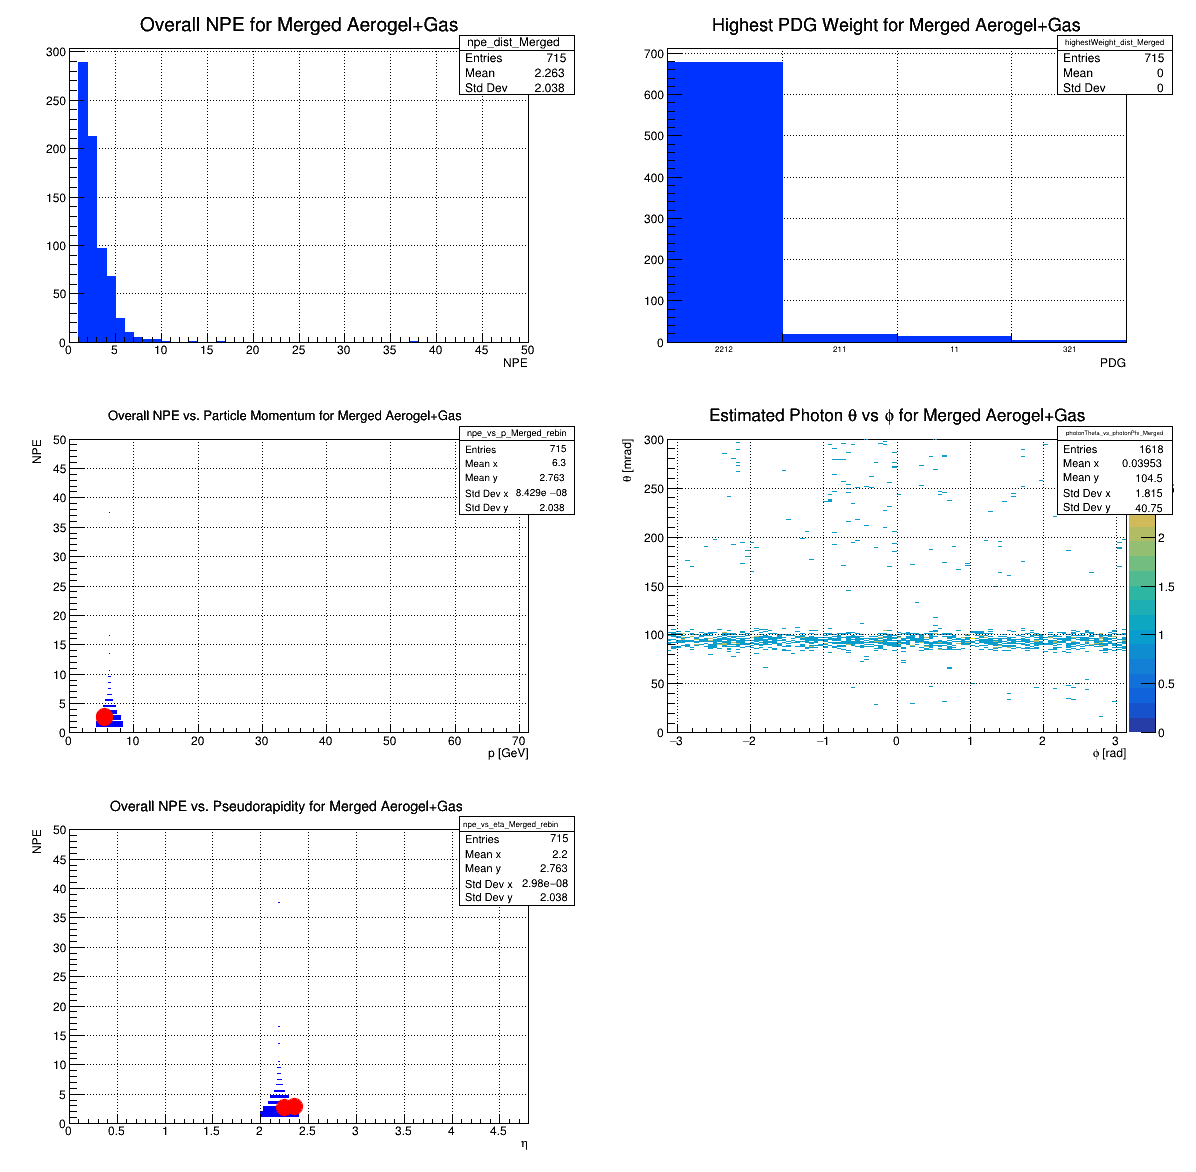 Overall NPE for Merged Aerogel+Gas
npe_dist_Merged
Entries 715
Mean 2.263
Std Dev 2.038
300
250
200
150
100
50
0
0 5 10 15 20 25 30 35 40 45 50
NPE
Highest PDG Weight for Merged Aerogel+Gas
highestWeight_dist_Merged
Entries 715
Mean 0
Std Dev 0
700
600
500
400
300
200
100
0
2212 211 11 321
PDG
Overall NPE vs. Particle Momentum for Merged Aerogel+Gas
npe_vs_p_Merged_rebin
Entries 715
Mean x 6.3
Mean y 2.763
Std Dev x 8.429e −08
Std Dev y 2.038
NPE
50
45
40
35
30
25
20
15
10
5
0
0 10 20 30 40 50 60 70
p [GeV]
Estimated Photon θ vs ϕ for Merged Aerogel+Gas
photonTheta_vs_photonPhi_Merged
Entries 1618
Mean x 0.03953
Mean y 104.5
Std Dev x 1.815
Std Dev y 40.75
θ [mrad]
300
250
200
150
100
50
0
−3 −2 −1 0 1 2 3
ϕ [rad]
2
1.5
1
0.5
0
Overall NPE vs. Pseudorapidity for Merged Aerogel+Gas
npe_vs_eta_Merged_rebin
Entries 715
Mean x 2.2
Mean y 2.763
Std Dev x 2.98e−08
Std Dev y 2.038
NPE
50
45
40
35
30
25
20
15
10
5
0
0 0.5 1 1.5 2 2.5 3 3.5 4 4.5
η